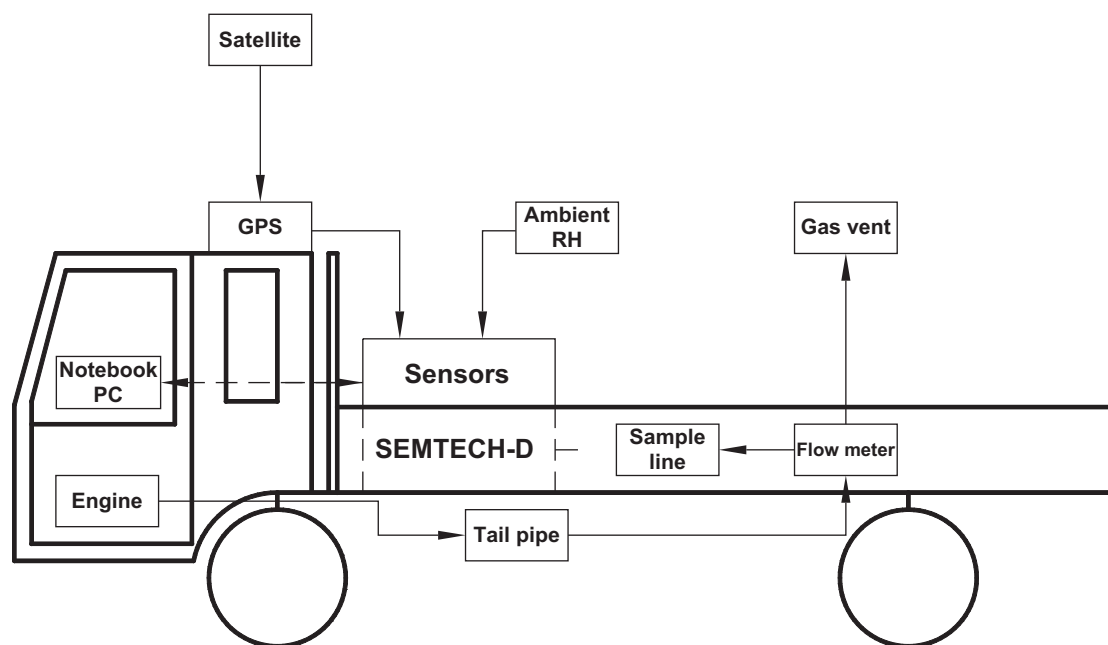 Satellite
GPS
Ambient
RH
Gas vent
Sensors
Notebook
PC
SEMTECH-D
Sample
line
Flow meter
Engine
Tail pipe